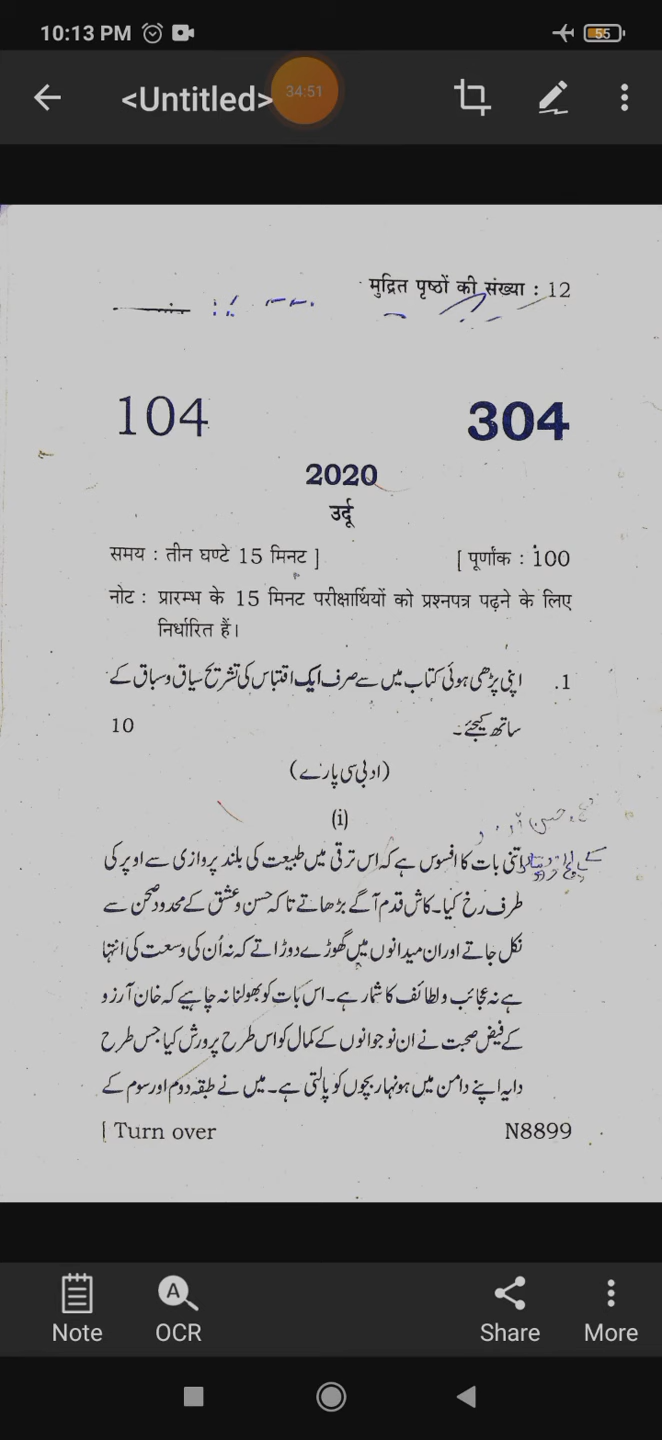 10:13 PM
55
<Untitled>
34:51
मुद्रित पृष्ठों की संख्या : 12
104 304
2020
उर्दू
समय : तीन घण्टे 15 मिनट ] [ पूर्णांक : 100
नोट : प्रारम्भ के 15 मिनट परीक्षार्थियों को प्रश्नपत्र पढ़ने के लिए
निर्धारित हैं।
1. اپنی پڑھی ہوئی کتاب میں سے صرف ایک اقتباس کی تشریح سیاق و سباق کے
ساتھ کیجئے۔ 10
(ادبی سی پارے)
(i)
اتنی بات کا افسوس ہے کہ اس ترقی میں طبیعت کی بلند پروازی سے اوپر کی
طرف رخ کیا۔ کاش قدم آگے بڑھاتے تاکہ حسن و عشق کے محدود صحن سے
نکل جاتے اور ان میدانوں میں گھوڑے دوڑاتے کہ نہ اُن کی وسعت کی انتہا
ہے نہ عجائب و لطائف کا شمار ہے۔ اس بات کو بھولنا نہ چاہیے کہ خان آرزو
کے فیض صحبت نے ان نوجوانوں کے کمال کو اس طرح پرورش کیا جس طرح
دایہ اپنے دامن میں ہونہار بچوں کو پالتی ہے۔ میں نے طبقہ دوم اور سوم کے
[ Turn over N8899
Note
OCR
Share
More